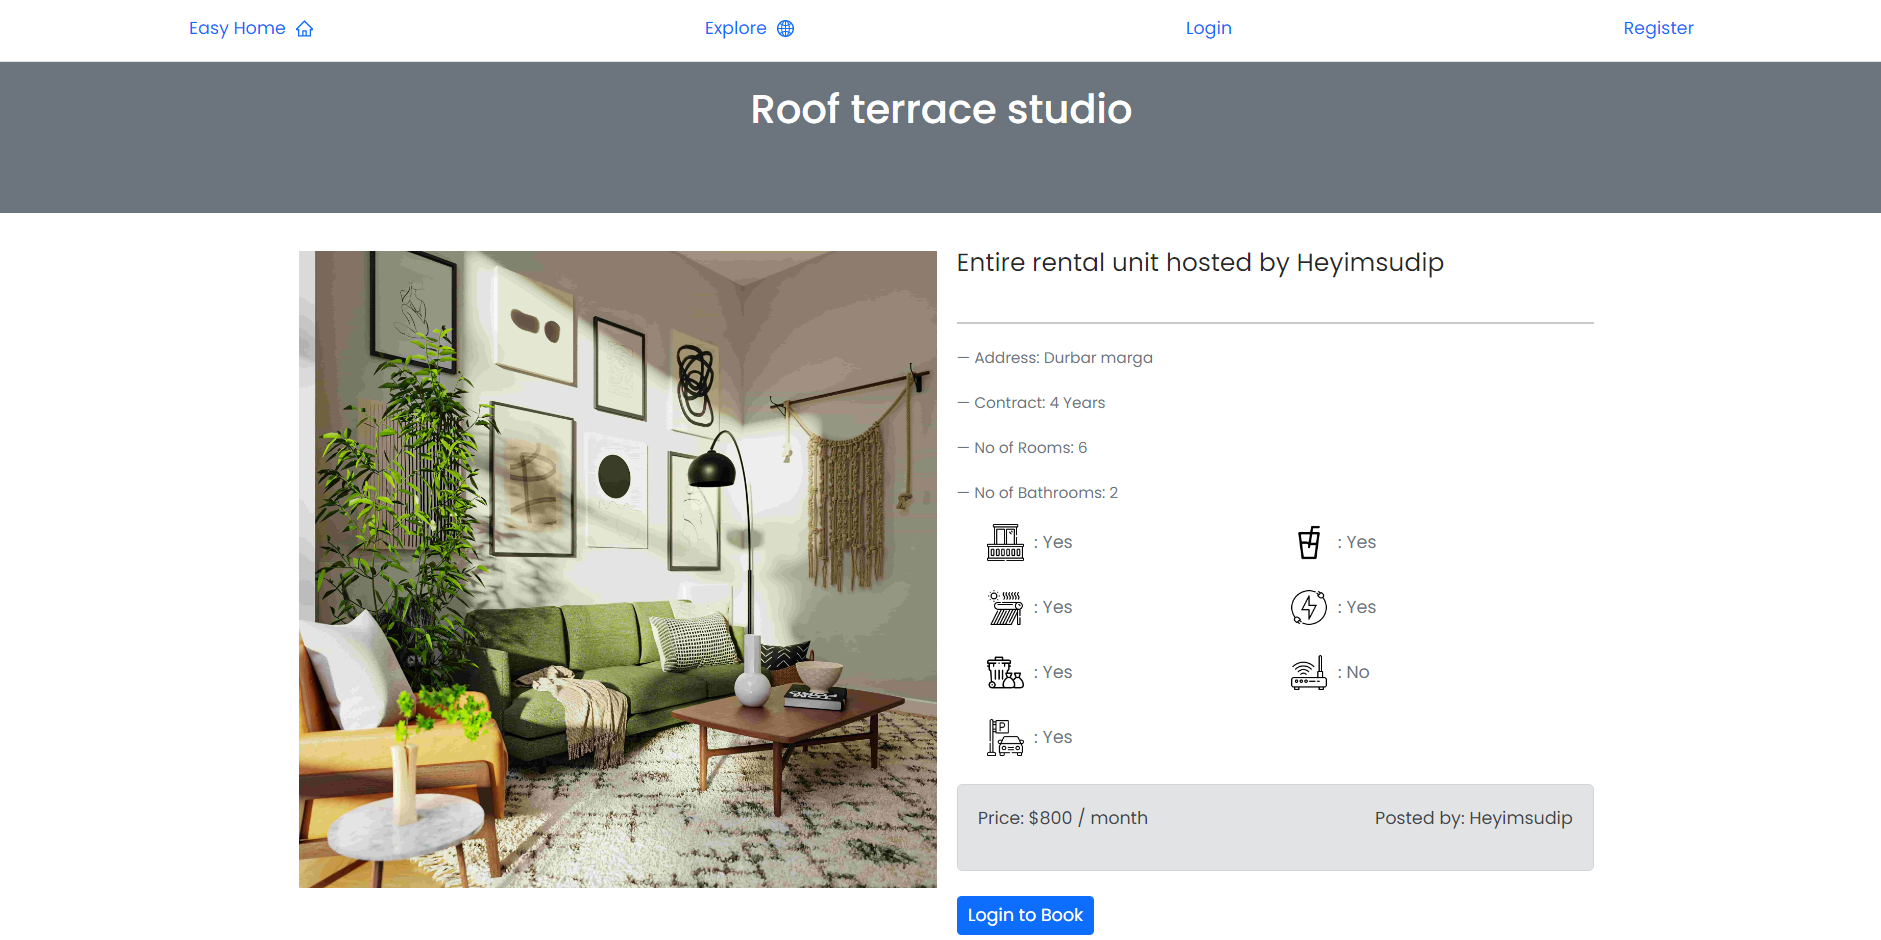 Easy Home
Explore
Login
Register
Roof terrace studio
Entire rental unit hosted by Heyimsudip
— Address: Durbar marga
— Contract: 4 Years
— No of Rooms: 6
— No of Bathrooms: 2
: Yes
: Yes
: Yes
: Yes
: Yes
: No
P
: Yes
Price: $800 / month
Posted by: Heyimsudip
Login to Book